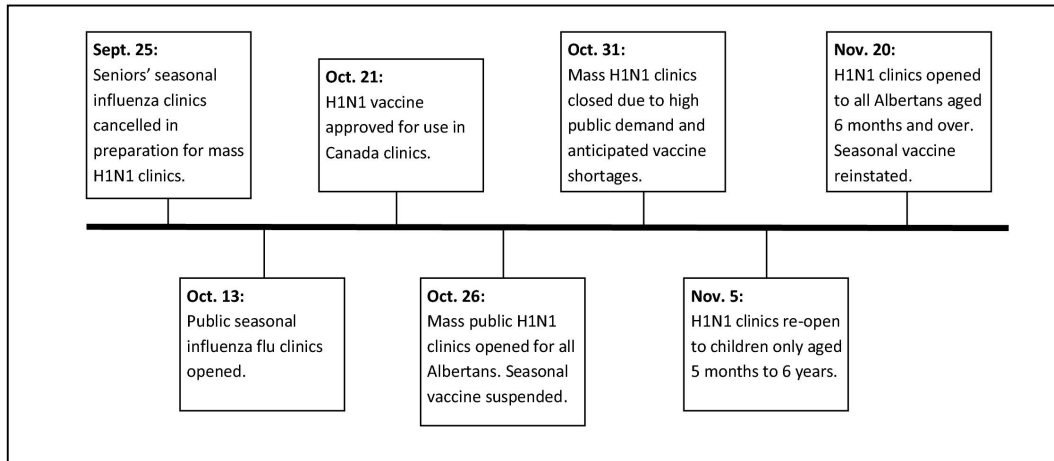 Sept. 25:
Seniors’ seasonal
influenza clinics
cancelled in
preparation for mass
H1N1 clinics.
Oct. 13:
Public seasonal
influenza flu clinics
opened.
Oct. 21:
H1N1 vaccine
approved for use in
Canada clinics.
Oct. 26:
Mass public H1N1
clinics opened for all
Albertans. Seasonal
vaccine suspended.
Oct. 31:
Mass H1N1 clinics
closed due to high
public demand and
anticipated vaccine
shortages.
Nov. 5:
H1N1 clinics re-open
to children only aged
5 months to 6 years.
Nov. 20:
H1N1 clinics opened
to all Albertans aged
6 months and over.
Seasonal vaccine
reinstated.